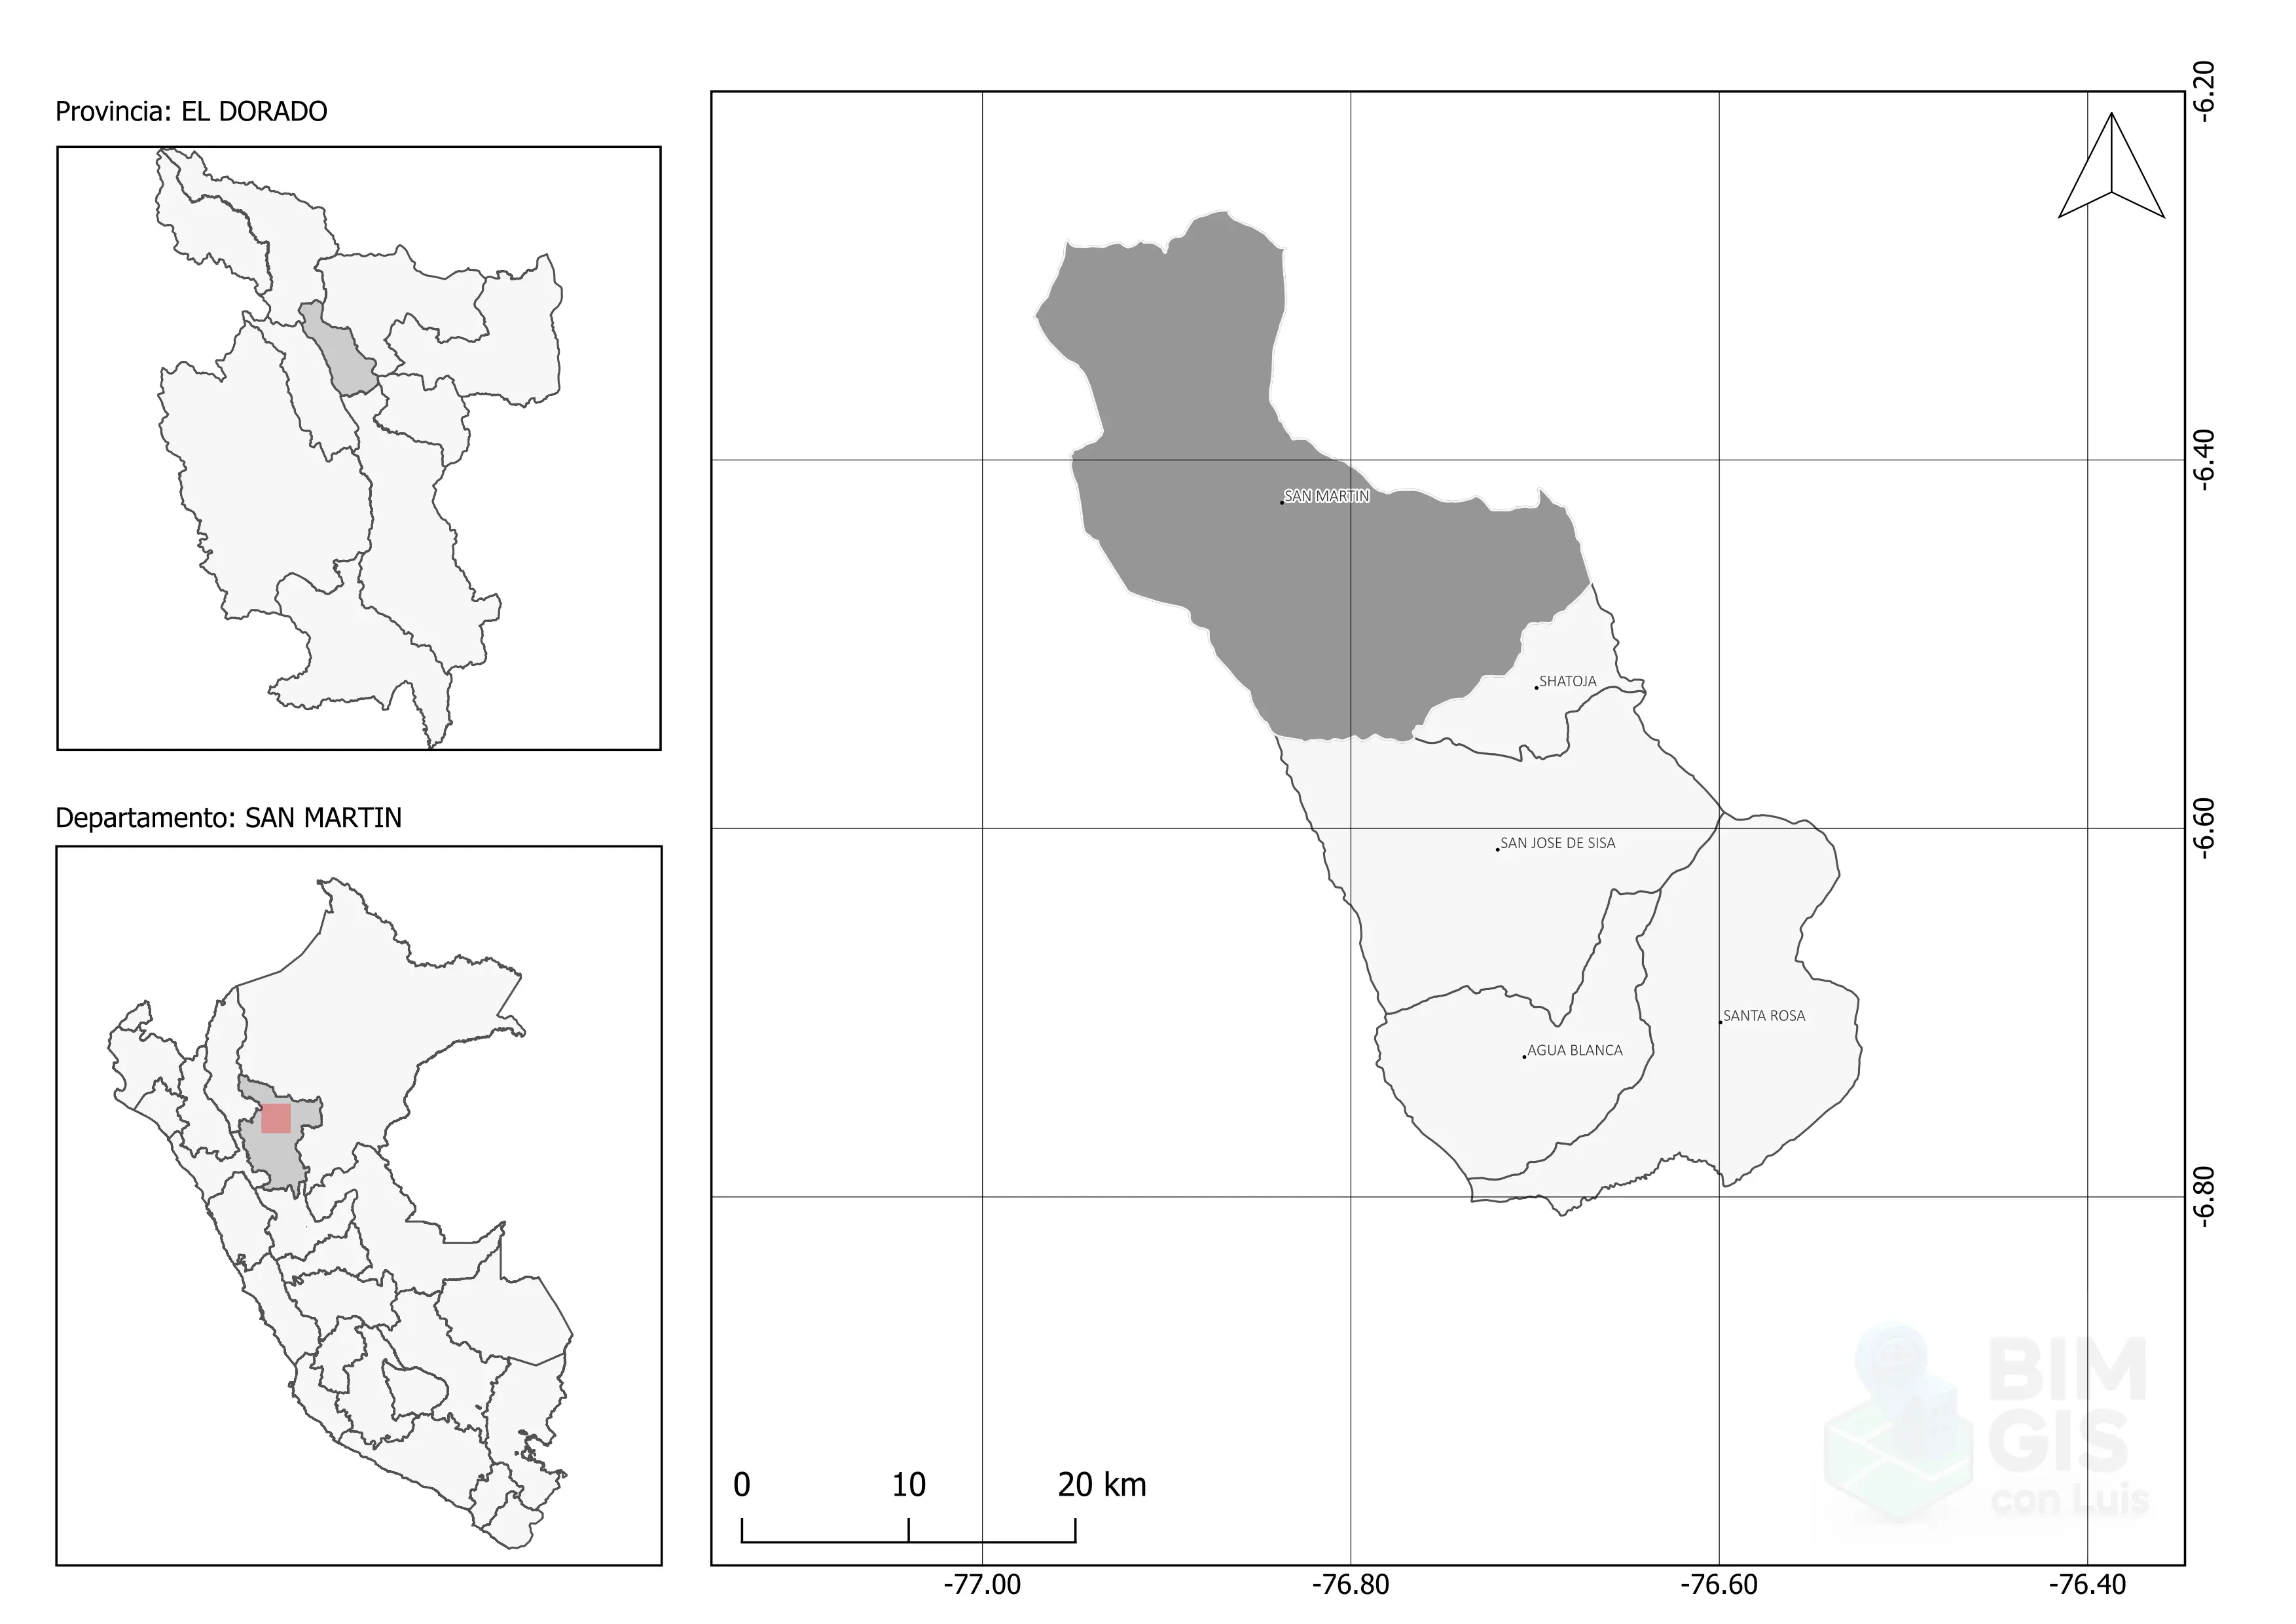 Provincia: EL DORADO
Departamento: SAN MARTIN
-6.20
-6.40
-6.60
-6.80
SAN MARTIN
SHATOJA
SAN JOSE DE SISA
SANTA ROSA
AGUA BLANCA
BIM
GIS
con Luis
0 10 20 km
-77.00 -76.80 -76.60 -76.40